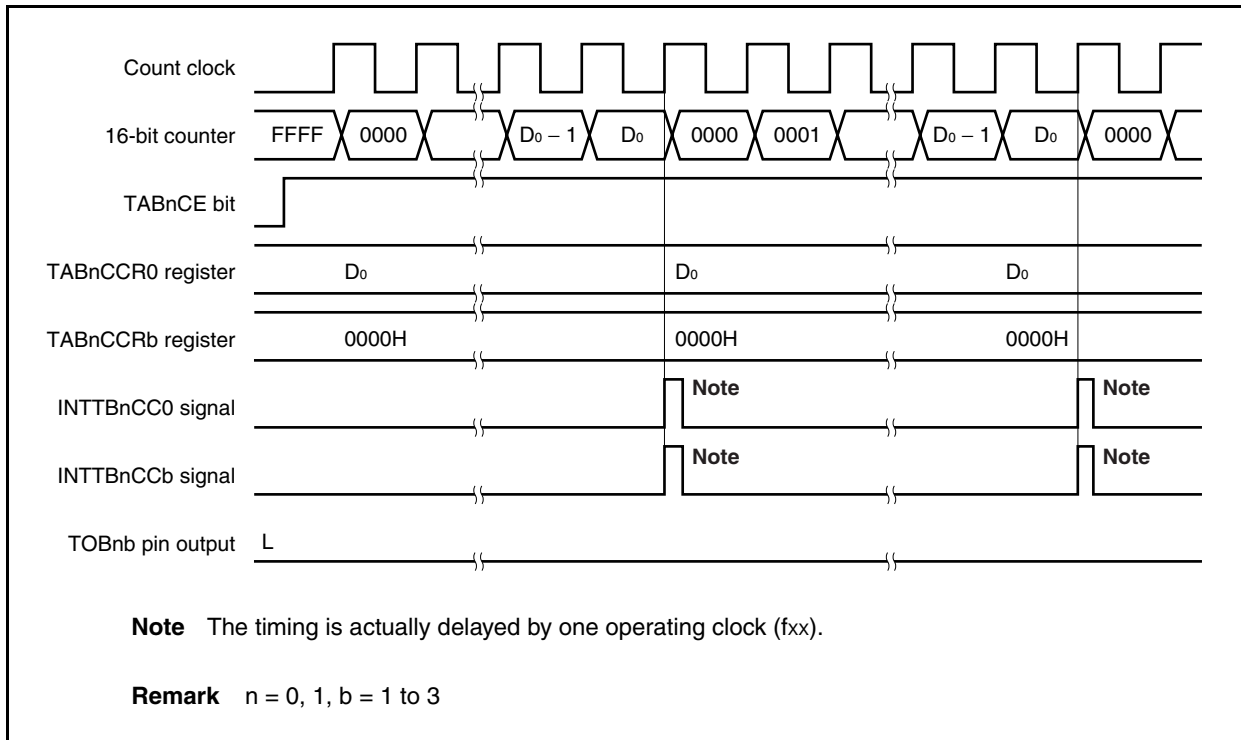 Count clock
16-bit counter FFFF 0000 D0 – 1 D0 0000 0001 D0 – 1 D0 0000
TABnCE bit
TABnCCR0 register D0 D0 D0
TABnCCRb register 0000H 0000H 0000H
INTTBnCC0 signal Note Note
INTTBnCCb signal Note Note
TOBnb pin output L
Note The timing is actually delayed by one operating clock (fxx).
Remark n = 0, 1, b = 1 to 3